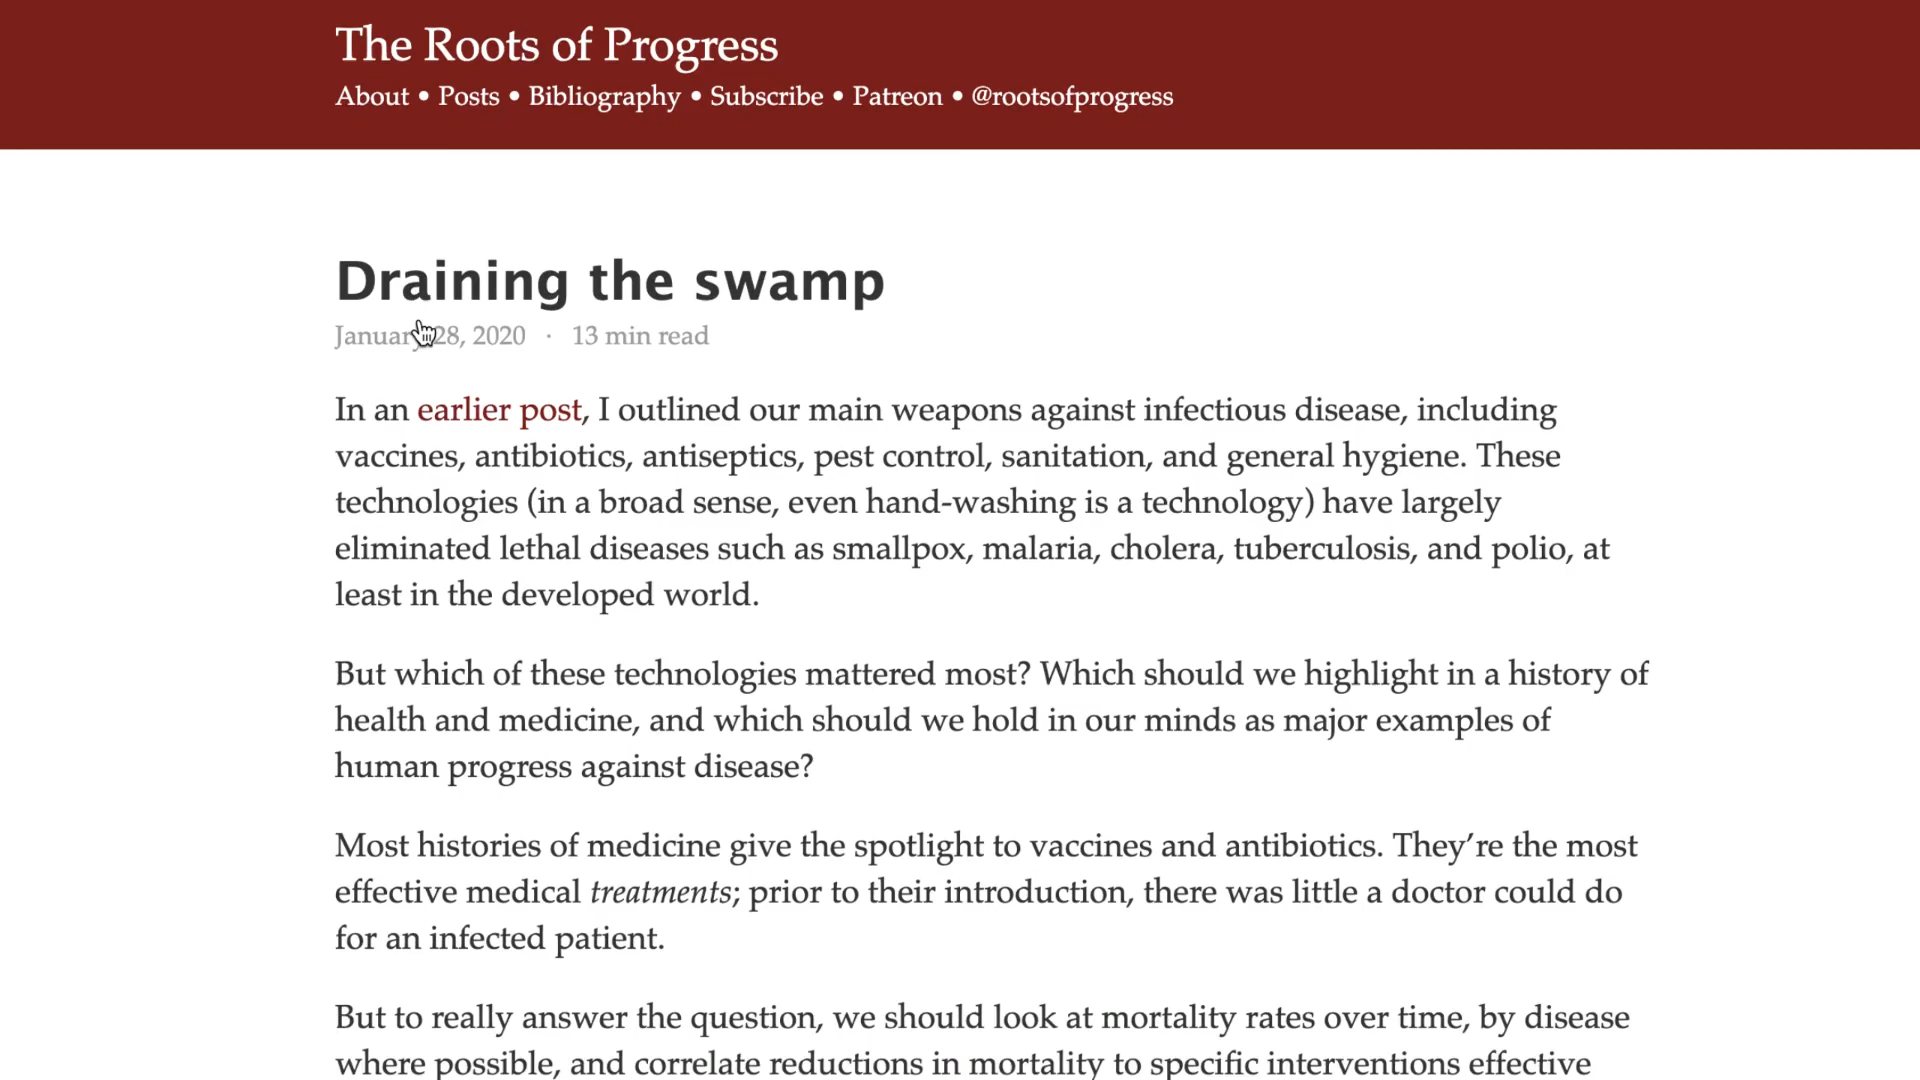 The Roots of Progress
About • Posts • Bibliography • Subscribe • Patreon • @rootsofprogress
Draining the swamp
January 28, 2020 · 13 min read
In an earlier post, I outlined our main weapons against infectious disease, including
vaccines, antibiotics, antiseptics, pest control, sanitation, and general hygiene. These
technologies (in a broad sense, even hand-washing is a technology) have largely
eliminated lethal diseases such as smallpox, malaria, cholera, tuberculosis, and polio, at
least in the developed world.
But which of these technologies mattered most? Which should we highlight in a history of
health and medicine, and which should we hold in our minds as major examples of
human progress against disease?
Most histories of medicine give the spotlight to vaccines and antibiotics. They’re the most
effective medical treatments; prior to their introduction, there was little a doctor could do
for an infected patient.
But to really answer the question, we should look at mortality rates over time, by disease
where possible, and correlate reductions in mortality to specific interventions effective